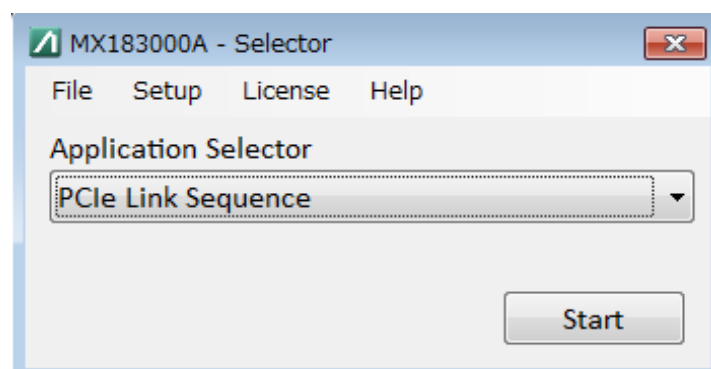 MX183000A - Selector
File Setup License Help
Application Selector
PCIe Link Sequence
Start